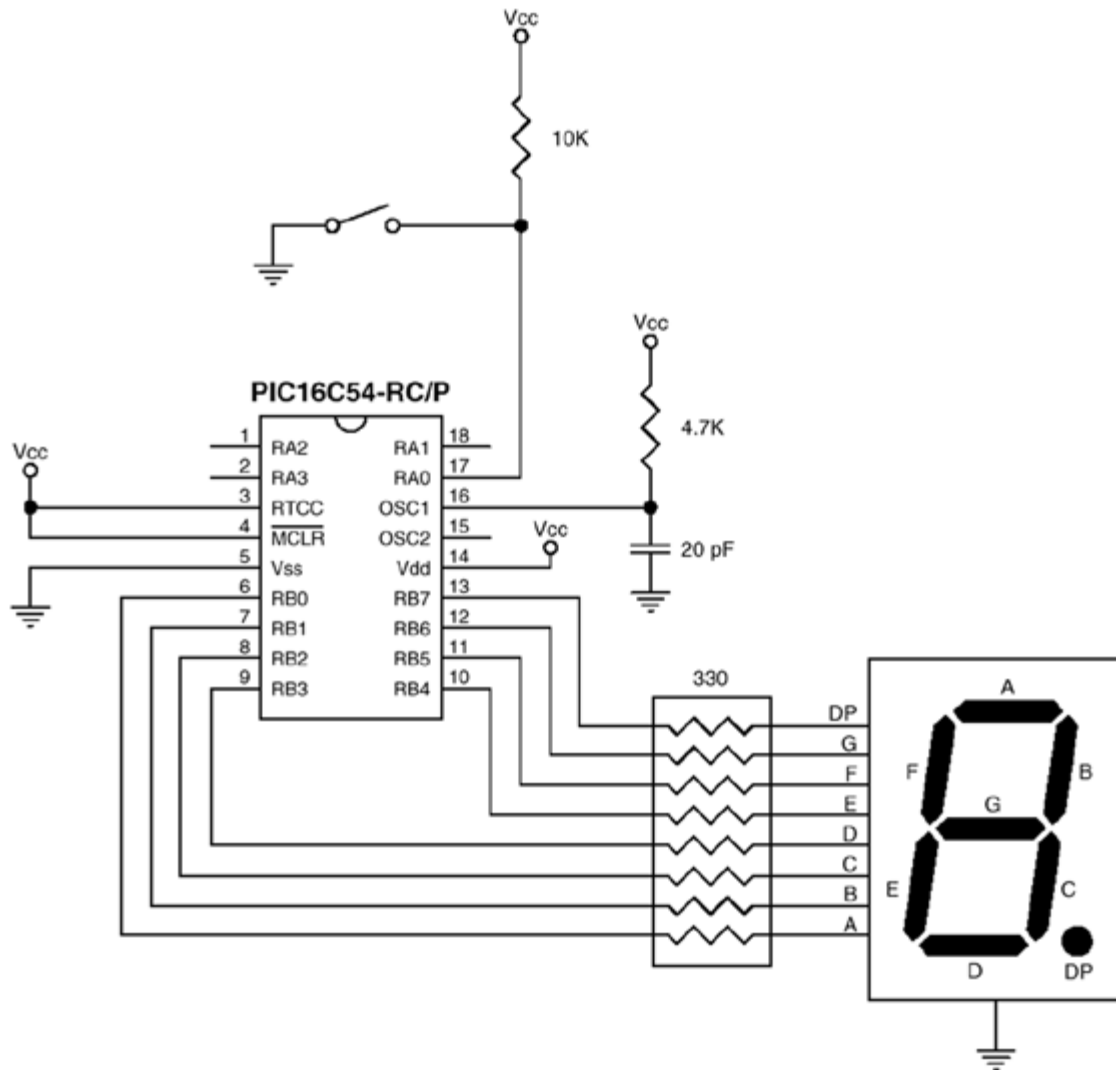 Vcc
10K
Vcc
4.7K
PIC16C54-RC/P
Vcc
1 RA2 RA1 18
2 RA3 RA0 17
3 RTCC OSC1 16
4 MCLR OSC2 15
Vcc
20 pF
5 Vss Vdd 14
6 RB0 RB7 13
7 RB1 RB6 12
8 RB2 RB5 11
9 RB3 RB4 10
330
DP
G
F
E
D
C
B
A
A
F
B
G
E
C
D
DP